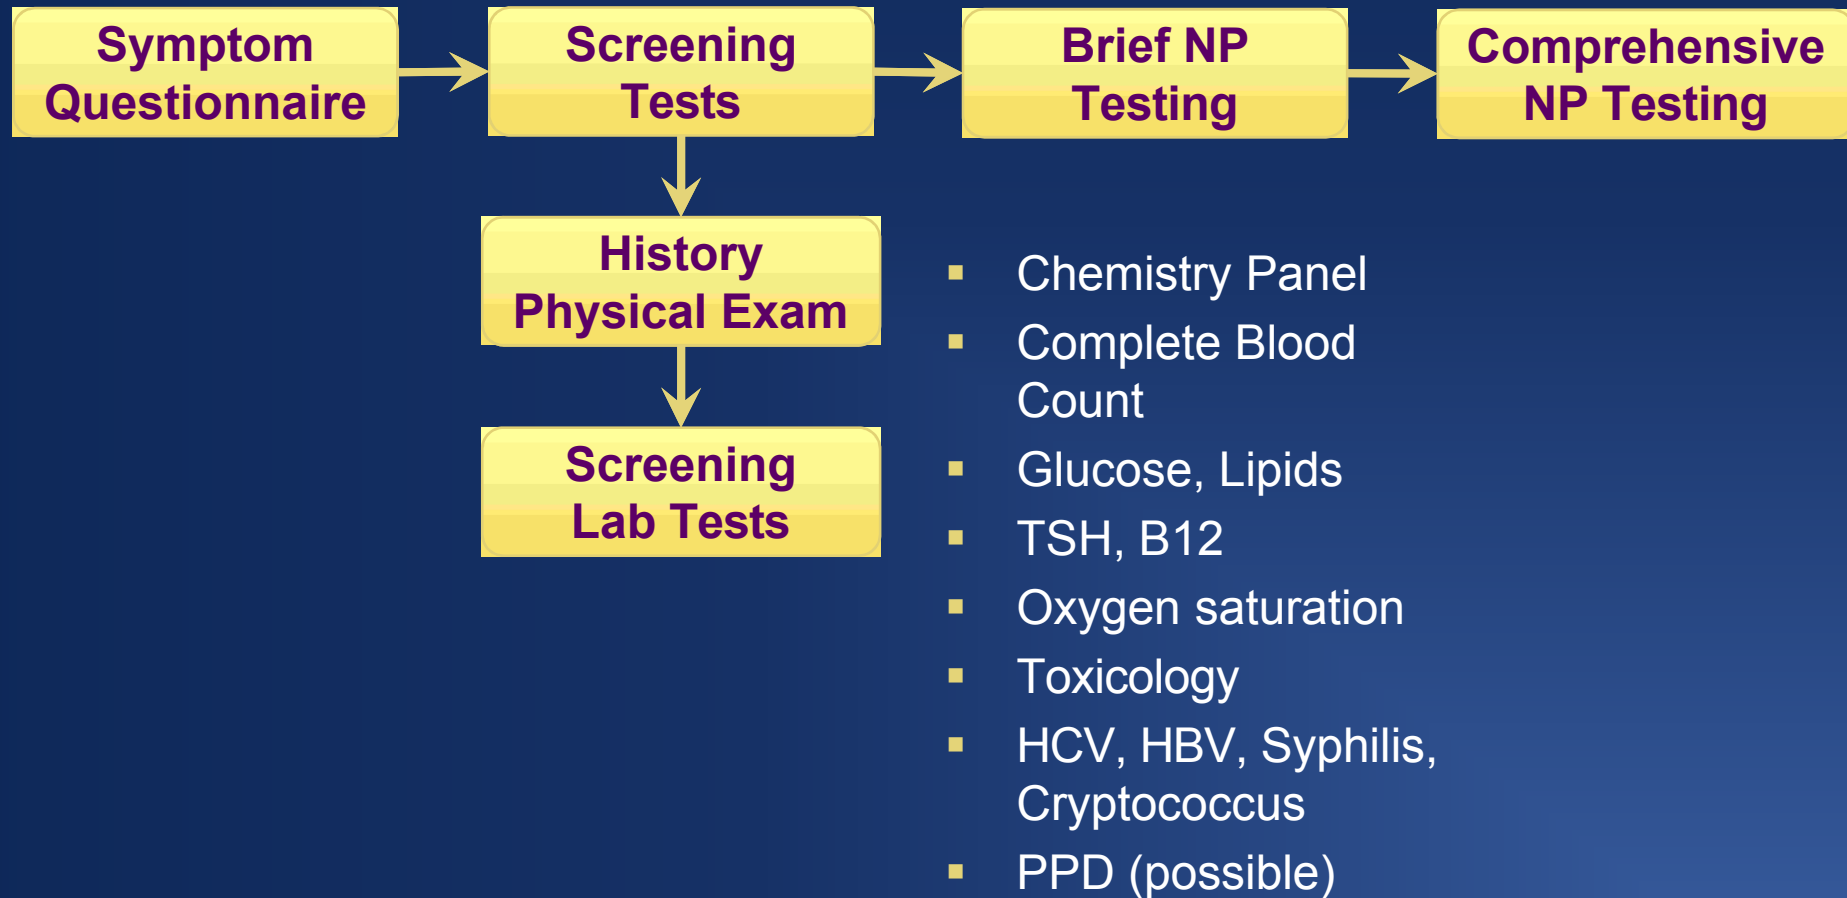 Symptom
Questionnaire
Screening
Tests
Brief NP
Testing
Comprehensive
NP Testing
History
Physical Exam
Screening
Lab Tests
▪ Chemistry Panel
▪ Complete Blood
Count
▪ Glucose, Lipids
▪ TSH, B12
▪ Oxygen saturation
▪ Toxicology
▪ HCV, HBV, Syphilis,
Cryptococcus
▪ PPD (possible)